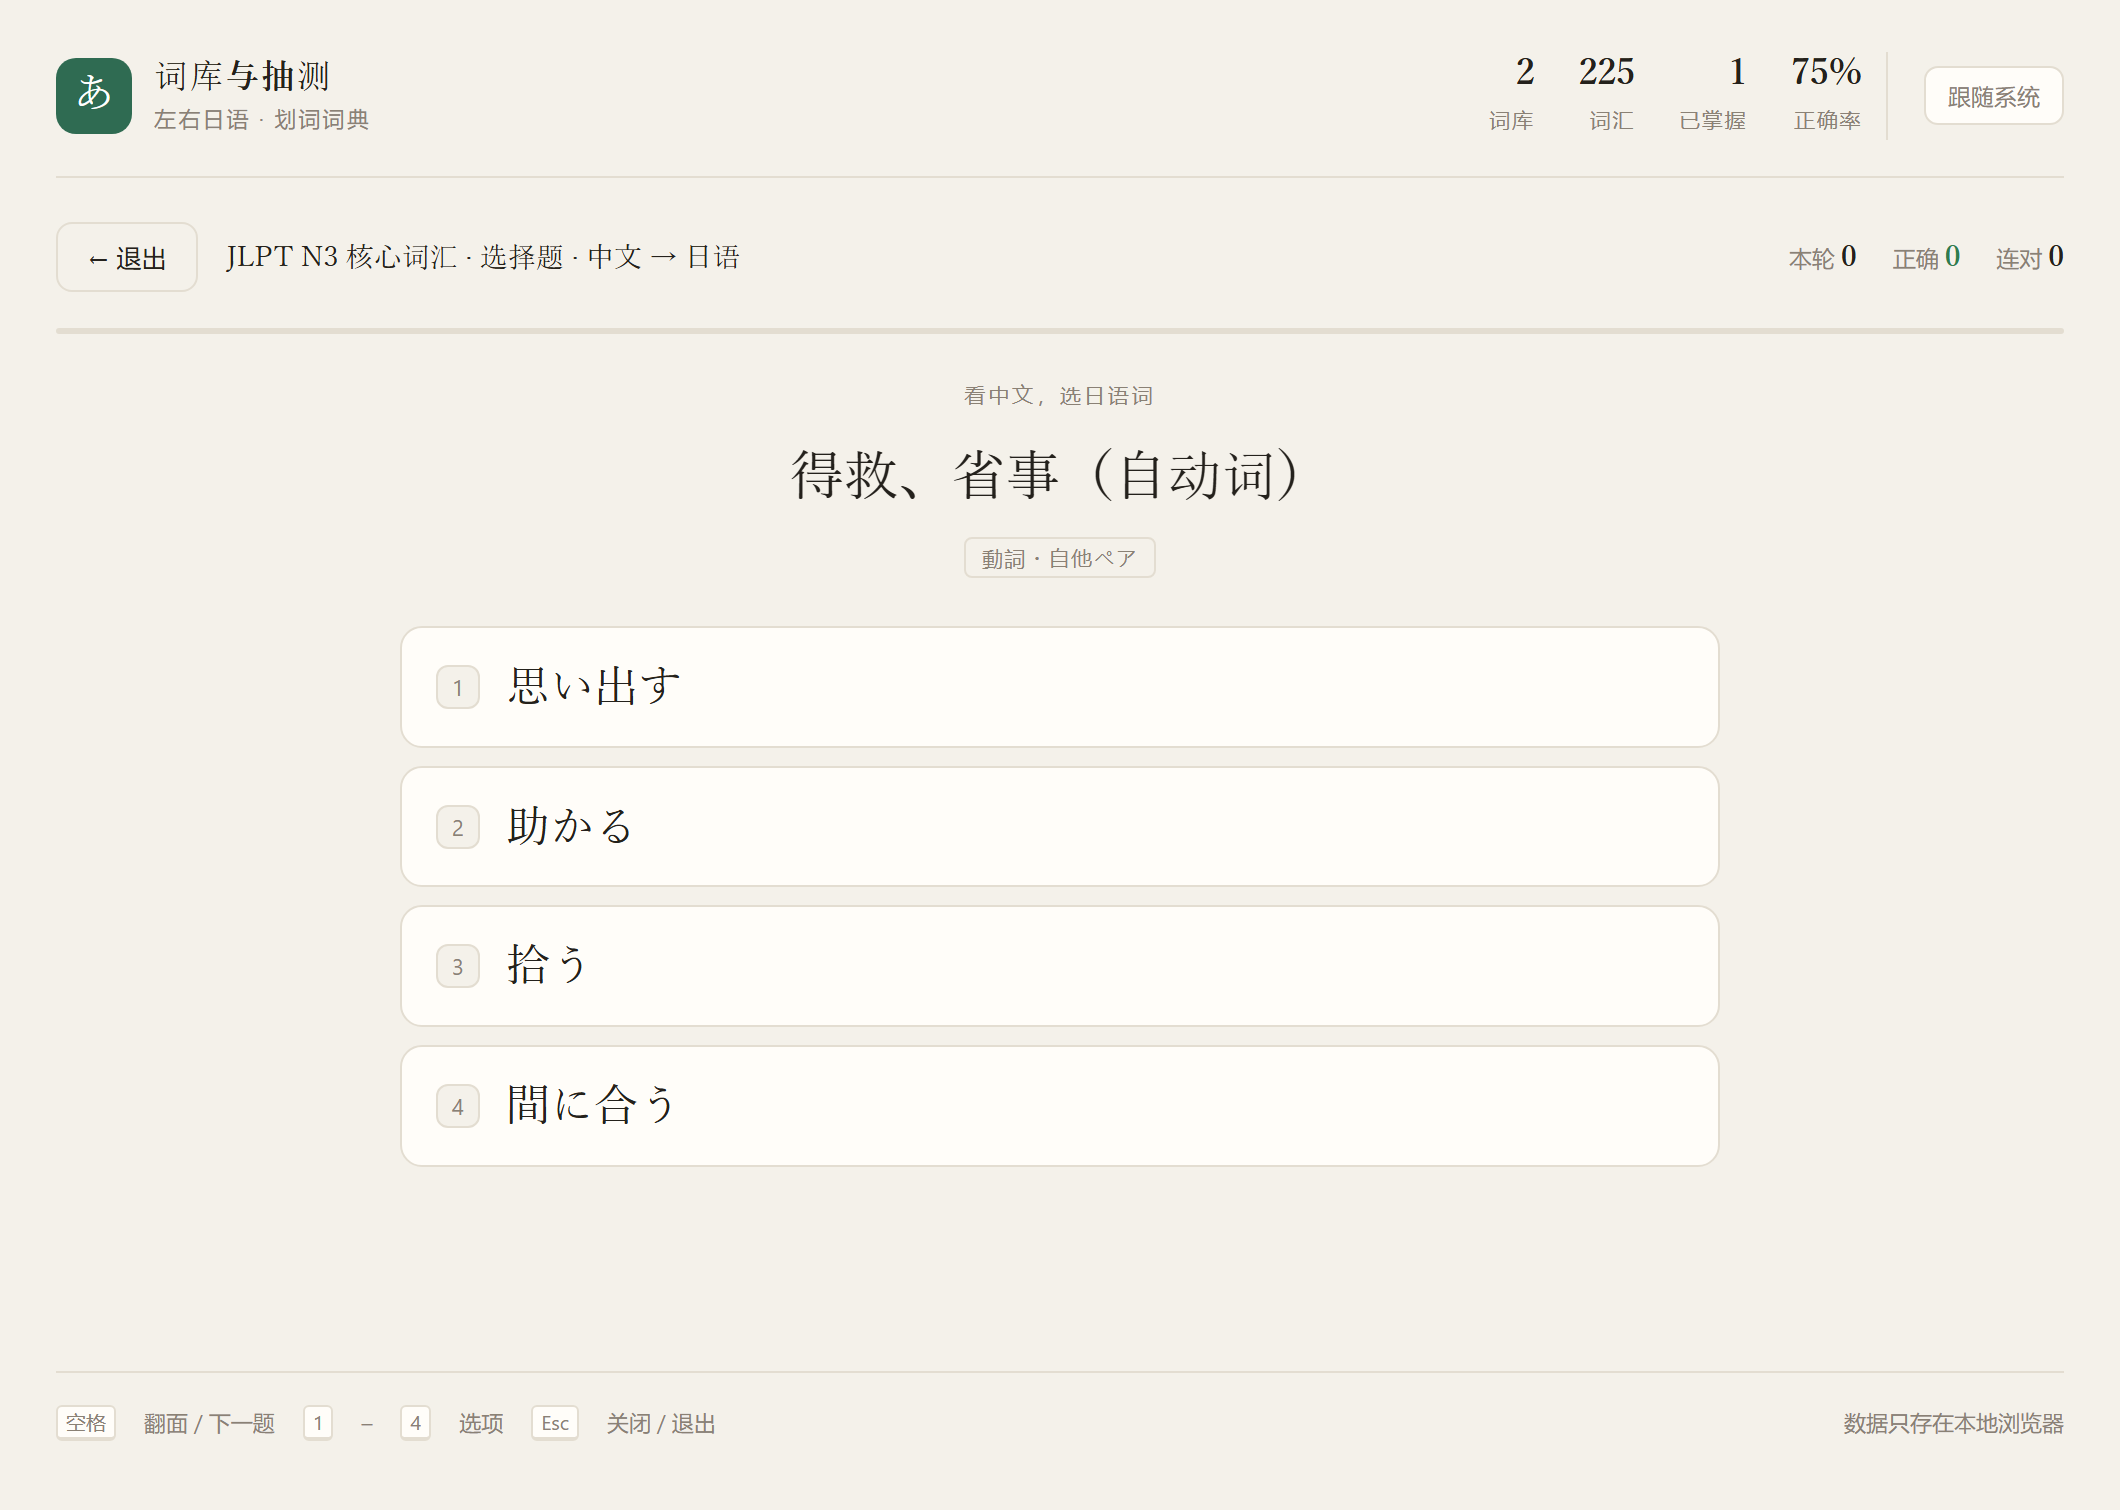 あ
词库与抽测
左右日语 · 划词词典
2 词库
225 词汇
1 已掌握
75% 正确率
跟随系统
← 退出
JLPT N3 核心词汇 · 选择题 · 中文 → 日语
本轮 0 正确 0 连对 0
看中文，选日语词
得救、省事（自动词）
動詞・自他ペア
1 思い出す
2 助かる
3 拾う
4 間に合う
空格 翻面 / 下一题 1 – 4 选项 Esc 关闭 / 退出
数据只存在本地浏览器